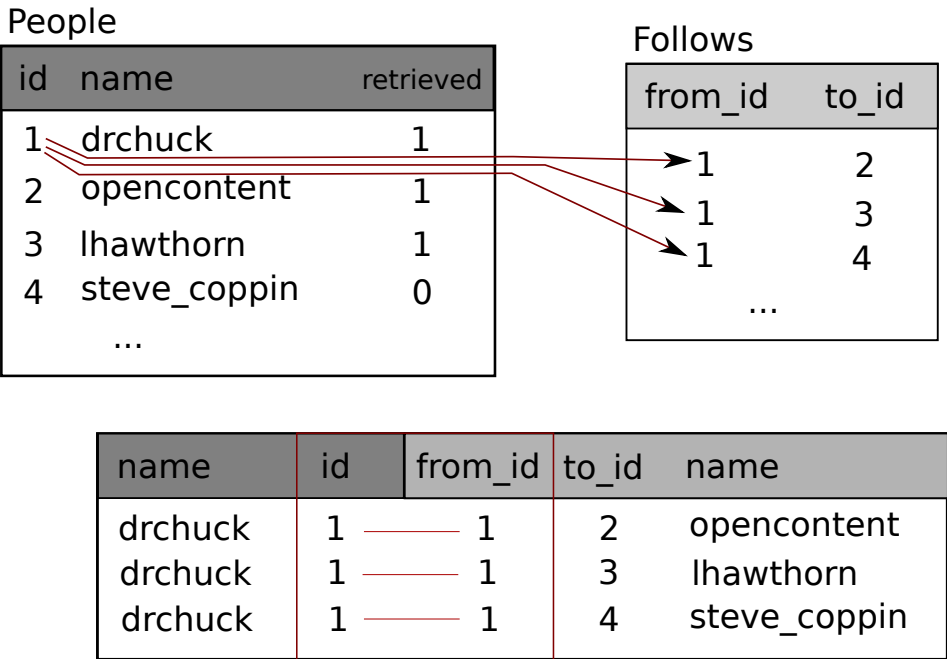 People
id name retrieved
1 drchuck 1
2 opencontent 1
3 lhawthorn 1
4 steve_coppin 0
...
Follows
from_id to_id
1 2
1 3
1 4
...
name id from_id to_id name
drchuck 1 1 2 opencontent
drchuck 1 1 3 lhawthorn
drchuck 1 1 4 steve_coppin